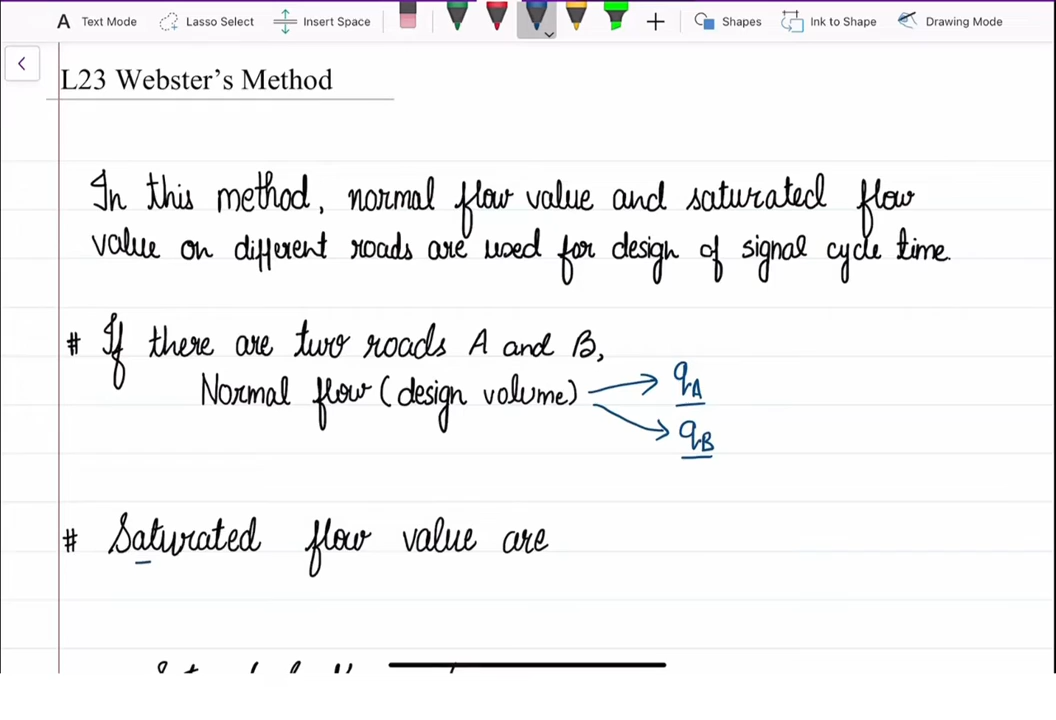 Text Mode Lasso Select Insert Space Shapes Ink to Shape Drawing Mode
L23 Webster's Method
In this method, normal flow value and saturated flow
value on different roads are used for design of signal cycle time.
# If there are two roads A and B,
Normal flow (design volume) → qA
→ qB
# Saturated flow value are